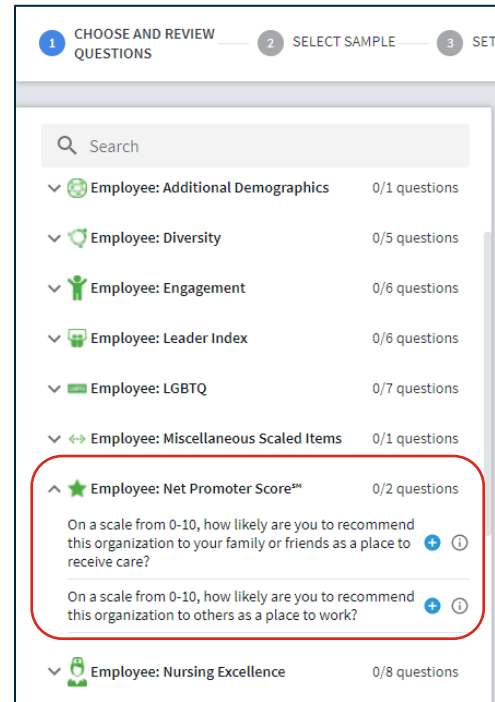 1 CHOOSE AND REVIEW QUESTIONS 2 SELECT SAMPLE 3 SET
Search
Employee: Additional Demographics 0/1 questions
Employee: Diversity 0/5 questions
Employee: Engagement 0/6 questions
Employee: Leader Index 0/6 questions
Employee: LGBTQ 0/7 questions
Employee: Miscellaneous Scaled Items 0/1 questions
Employee: Net Promoter Score℠ 0/2 questions
On a scale from 0-10, how likely are you to recommend
this organization to your family or friends as a place to
receive care?
On a scale from 0-10, how likely are you to recommend
this organization to others as a place to work?
Employee: Nursing Excellence 0/8 questions